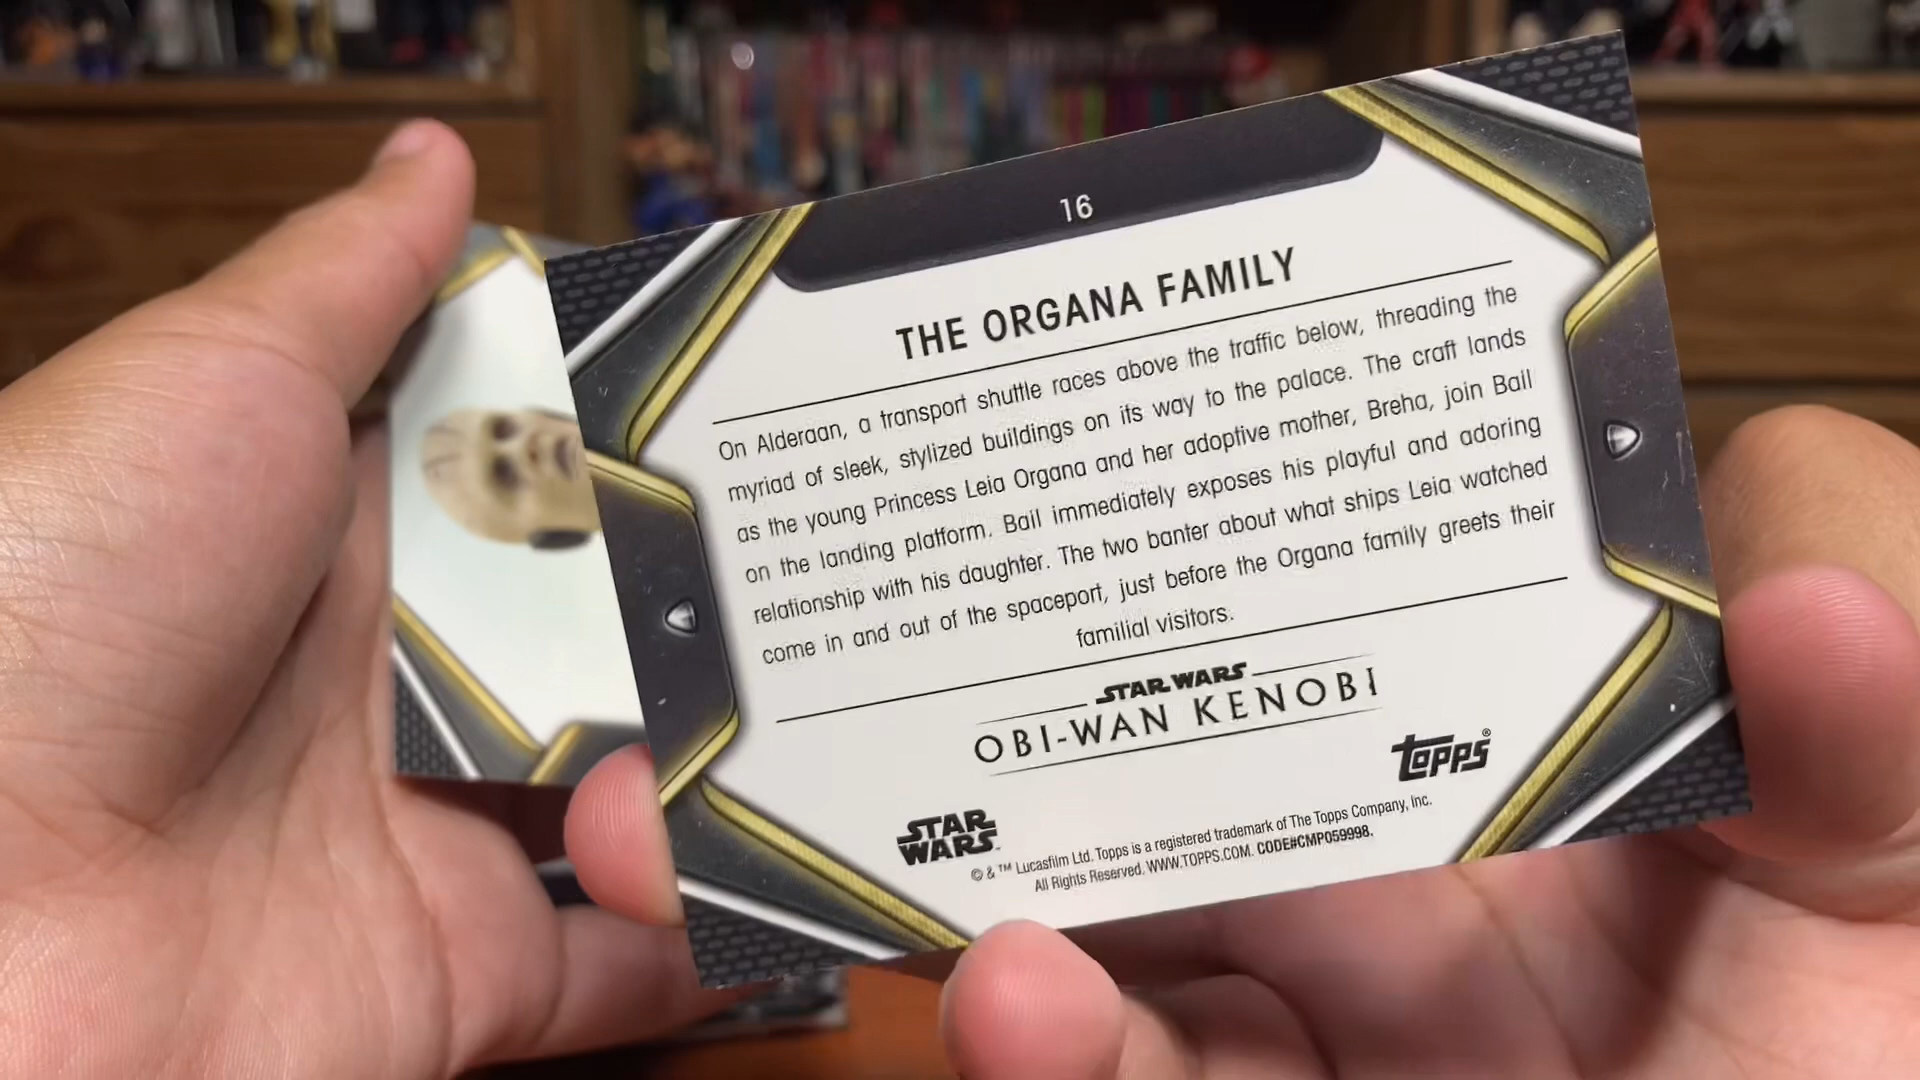 16
THE ORGANA FAMILY
On Alderaan, a transport shuttle races above the traffic below, threading the
myriad of sleek, stylized buildings on its way to the palace. The craft lands
as the young Princess Leia Organa and her adoptive mother, Breha, join Bail
on the landing platform. Bail immediately exposes his playful and adoring
relationship with his daughter. The two banter about what ships Leia watched
come in and out of the spaceport, just before the Organa family greets their
familial visitors.
STAR WARS
OBI-WAN KENOBI
topps®
STAR
WARS™
© & ™ Lucasfilm Ltd. Topps is a registered trademark of The Topps Company, Inc.
All Rights Reserved. WWW.TOPPS.COM. CODE#CMP059998.